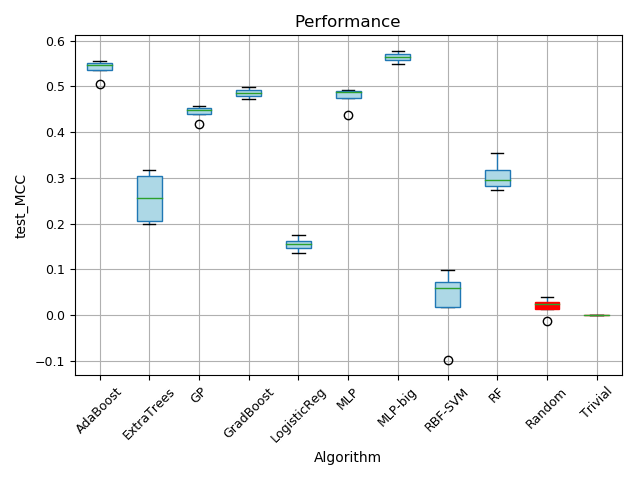 Performance
0.6
0.5
0.4
0.3
0.2
0.1
0.0
−0.1
test_MCC
AdaBoost
ExtraTrees
GP
GradBoost
LogisticReg
MLP
MLP-big
RBF-SVM
RF
Random
Trivial
Algorithm